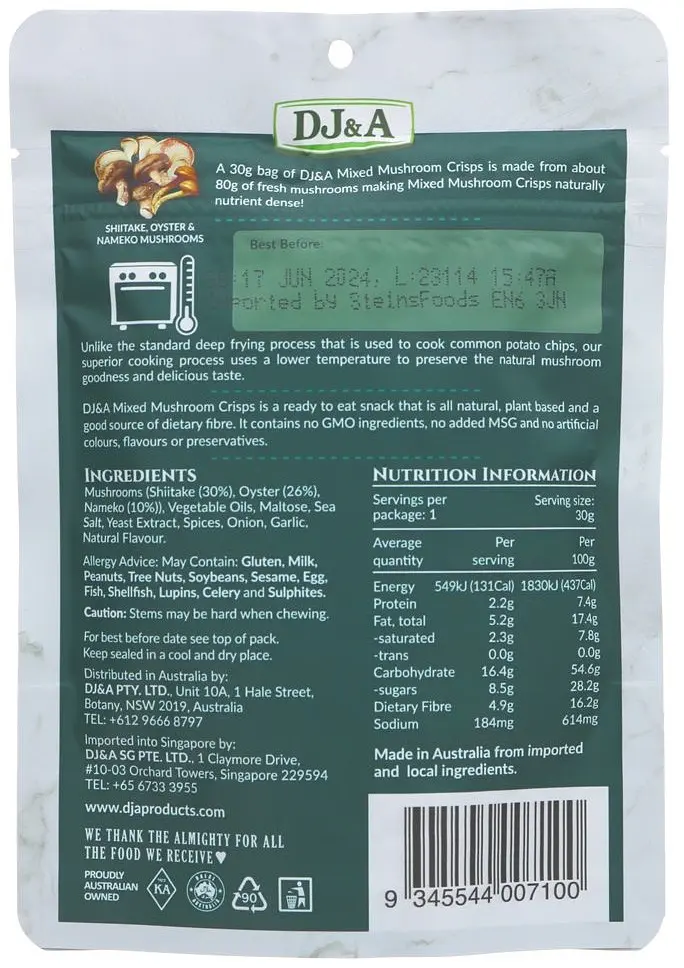 DJ&A
A 30g bag of DJ&A Mixed Mushroom Crisps is made from about
80g of fresh mushrooms making Mixed Mushroom Crisps naturally
nutrient dense!
SHIITAKE, OYSTER &
NAMEKO MUSHROOMS
Best Before:
:17 JUN 2024, L:23114 15:47A
by SteinsFoods EN6 3JN
Unlike the standard deep frying process that is used to cook common potato chips, our
superior cooking process uses a lower temperature to preserve the natural mushroom
goodness and delicious taste.
DJ&A Mixed Mushroom Crisps is a ready to eat snack that is all natural, plant based and a
good source of dietary fibre. It contains no GMO ingredients, no added MSG and no artificial
colours, flavours or preservatives.
INGREDIENTS
Mushrooms (Shiitake (30%), Oyster (26%),
Nameko (10%)), Vegetable Oils, Maltose, Sea
Salt, Yeast Extract, Spices, Onion, Garlic,
Natural Flavour.
Allergy Advice: May Contain: Gluten, Milk,
Peanuts, Tree Nuts, Soybeans, Sesame, Egg,
Fish, Shellfish, Lupins, Celery and Sulphites.
Caution: Stems may be hard when chewing.
For best before date see top of pack.
Keep sealed in a cool and dry place.
Distributed in Australia by:
DJ&A PTY. LTD., Unit 10A, 1 Hale Street,
Botany, NSW 2019, Australia
TEL: +612 9666 8797
Imported into Singapore by:
DJ&A SG PTE. LTD., 1 Claymore Drive,
#10-03 Orchard Towers, Singapore 229594
TEL: +65 6733 3955
www.djaproducts.com
WE THANK THE ALMIGHTY FOR ALL
THE FOOD WE RECEIVE♥
PROUDLY
AUSTRALIAN
OWNED
KA
HALAL
AUSTRALIA
90
NUTRITION INFORMATION
Servings per package: 1 Serving size: 30g
Average quantity Per serving Per 100g
Energy 549kJ (131Cal) 1830kJ (437Cal)
Protein 2.2g 7.4g
Fat, total 5.2g 17.4g
-saturated 2.3g 7.8g
-trans 0.0g 0.0g
Carbohydrate 16.4g 54.6g
-sugars 8.5g 28.2g
Dietary Fibre 4.9g 16.2g
Sodium 184mg 614mg
Made in Australia from imported
and local ingredients.
9 345544 007100